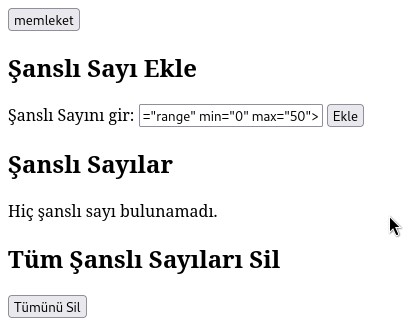 memleket
Şanslı Sayı Ekle
Şanslı Sayını gir: ="range" min="0" max="50"> Ekle
Şanslı Sayılar
Hiç şanslı sayı bulunamadı.
Tüm Şanslı Sayıları Sil
Tümünü Sil